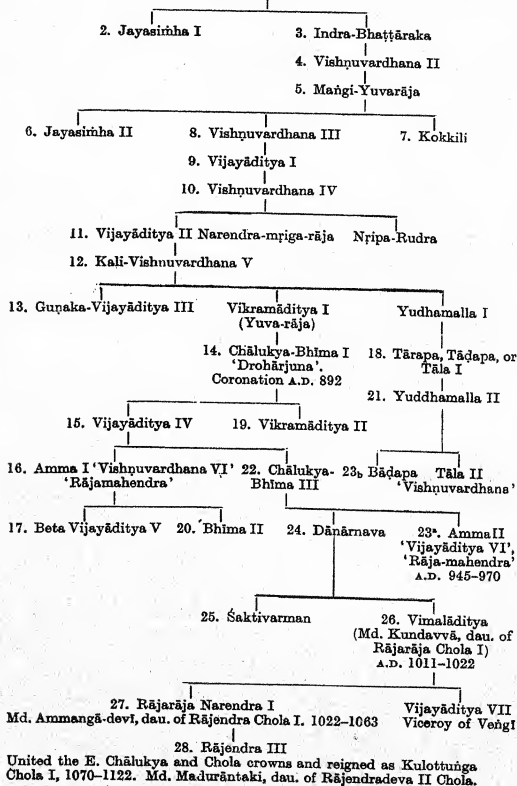 2. Jayasiṁha I 3. Indra-Bhaṭṭāraka
4. Vishṇuvardhana II
5. Maṅgi-Yuvarāja
6. Jayasiṁha II 8. Vishṇuvardhana III 7. Kokkili
9. Vijayāditya I
10. Vishṇuvardhana IV
11. Vijayāditya II Narendra-mṛiga-rāja Nṛipa-Rudra
12. Kali-Vishṇuvardhana V
13. Guṇaka-Vijayāditya III Vikramāditya I Yudhamalla I
(Yuva-rāja)
14. Chālukya-Bhīma I 18. Tārapa, Tāḍapa, or
'Drohārjuna'. Tāla I
Coronation A.D. 892 21. Yuddhamalla II
15. Vijayāditya IV 19. Vikramāditya II
16. Amma I 'Vishṇuvardhana VI' 22. Chālukya- 23b Bāḍapa Tāla II
'Rājamahendra' Bhīma III 'Vishṇuvardhana'
17. Beta Vijayāditya V 20. Bhīma II 24. Dānārnava 23a. Amma II
'Vijayāditya VI',
'Rāja-mahendra'
A.D. 945–970
25. Śaktivarman 26. Vimalāditya
(Md. Kundavvā, dau. of
Rājarāja Chola I)
A.D. 1011–1022
27. Rājarāja Narendra I Vijayāditya VII
Md. Ammangā-devī, dau. of Rājendra Chola I. 1022–1063 Viceroy of Veṅgī
28. Rājendra III
United the E. Chālukya and Chola crowns and reigned as Kulottuṅga
Chola I, 1070–1122. Md. Madurāntaki, dau. of Rājendradeva II Chola.